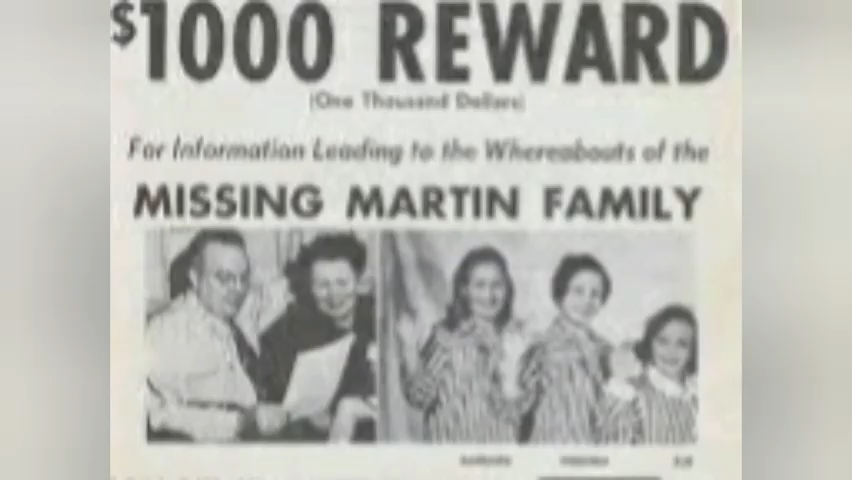 $1000 REWARD
(One Thousand Dollars)
For Information Leading to the Whereabouts of the
MISSING MARTIN FAMILY